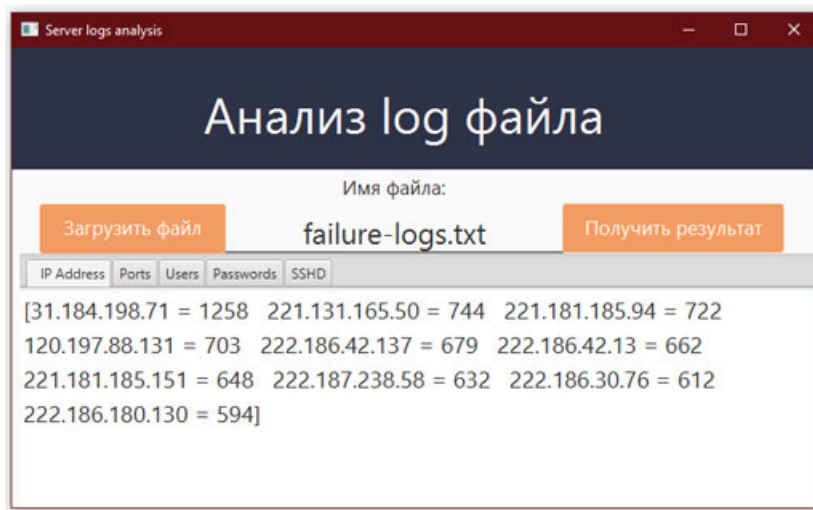 Server logs analysis
Анализ log файла
Имя файла:
Загрузить файл failure-logs.txt Получить результат
IP Address Ports Users Passwords SSHD
[31.184.198.71 = 1258 221.131.165.50 = 744 221.181.185.94 = 722
120.197.88.131 = 703 222.186.42.137 = 679 222.186.42.13 = 662
221.181.185.151 = 648 222.187.238.58 = 632 222.186.30.76 = 612
222.186.180.130 = 594]